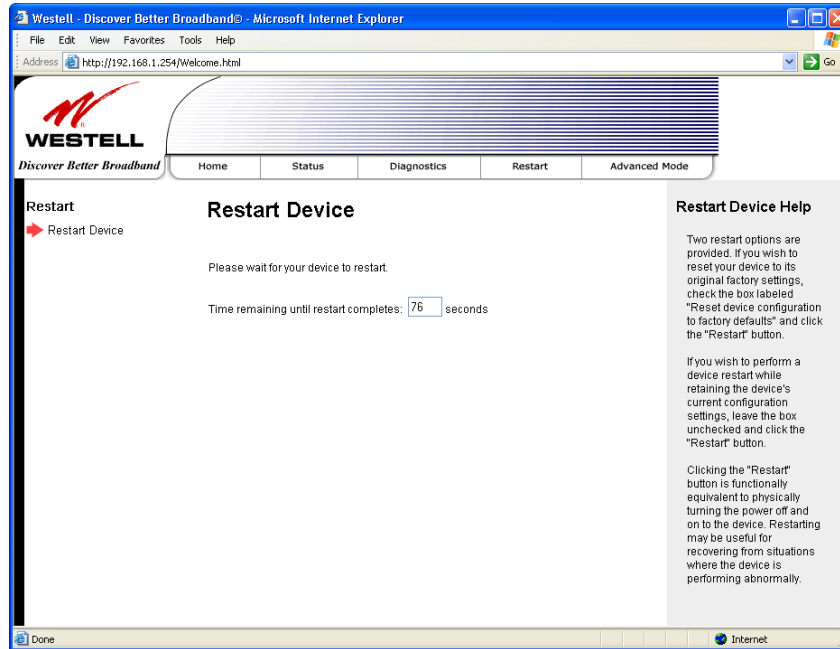 Westell - Discover Better Broadband© - Microsoft Internet Explorer
File Edit View Favorites Tools Help
Address http://192.168.1.254/Welcome.html Go
WESTELL
Discover Better Broadband
Home Status Diagnostics Restart Advanced Mode
Restart
Restart Device
Restart Device
Please wait for your device to restart.
Time remaining until restart completes: 76 seconds
Restart Device Help
Two restart options are
provided. If you wish to
reset your device to its
original factory settings,
check the box labeled
"Reset device configuration
to factory defaults" and click
the "Restart" button.
If you wish to perform a
device restart while
retaining the device's
current configuration
settings, leave the box
unchecked and click the
"Restart" button.
Clicking the "Restart"
button is functionally
equivalent to physically
turning the power off and
on to the device. Restarting
may be useful for
recovering from situations
where the device is
performing abnormally.
Done Internet